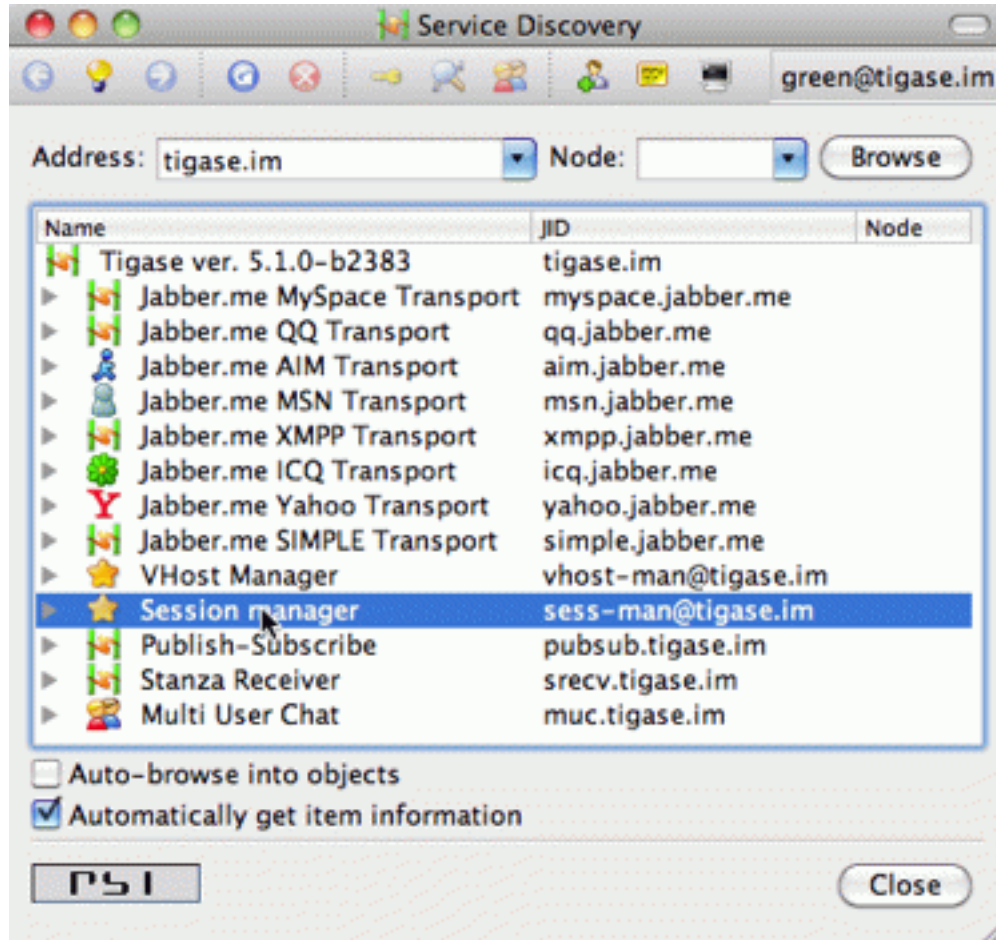 Service Discovery
green@tigase.im
Address: tigase.im Node: Browse
Name JID Node
Tigase ver. 5.1.0-b2383 tigase.im
Jabber.me MySpace Transport myspace.jabber.me
Jabber.me QQ Transport qq.jabber.me
Jabber.me AIM Transport aim.jabber.me
Jabber.me MSN Transport msn.jabber.me
Jabber.me XMPP Transport xmpp.jabber.me
Jabber.me ICQ Transport icq.jabber.me
Jabber.me Yahoo Transport yahoo.jabber.me
Jabber.me SIMPLE Transport simple.jabber.me
VHost Manager vhost-man@tigase.im
Session manager sess-man@tigase.im
Publish-Subscribe pubsub.tigase.im
Stanza Receiver srecv.tigase.im
Multi User Chat muc.tigase.im
Auto-browse into objects
Automatically get item information
PSI Close